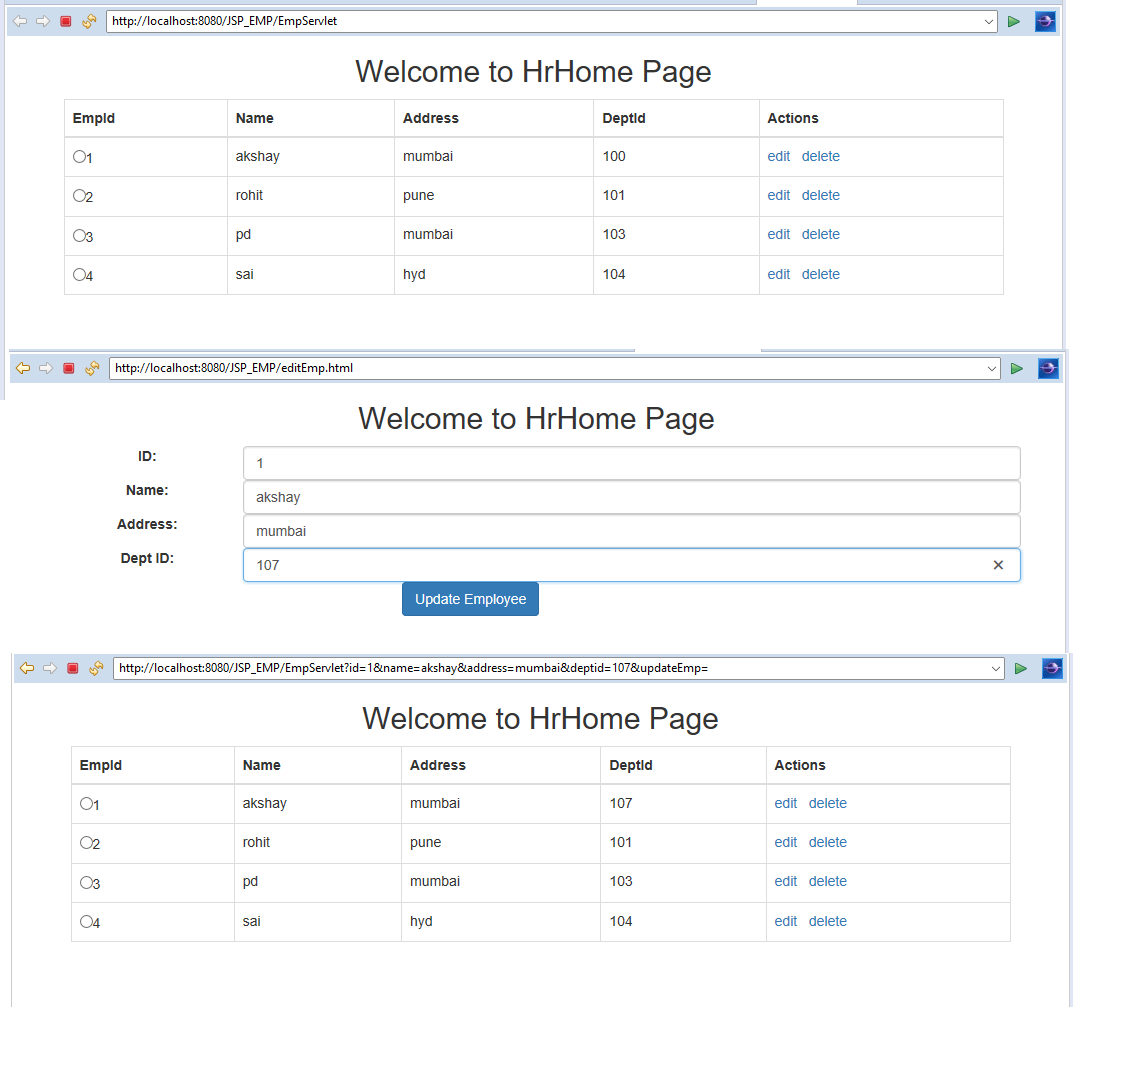 http://localhost:8080/JSP_EMP/EmpServlet
Welcome to HrHome Page
EmpId Name Address DeptId Actions
1 akshay mumbai 100 edit delete
2 rohit pune 101 edit delete
3 pd mumbai 103 edit delete
4 sai hyd 104 edit delete
http://localhost:8080/JSP_EMP/editEmp.html
Welcome to HrHome Page
ID: 1
Name: akshay
Address: mumbai
Dept ID: 107
Update Employee
http://localhost:8080/JSP_EMP/EmpServlet?id=1&name=akshay&address=mumbai&deptid=107&updateEmp=
Welcome to HrHome Page
EmpId Name Address DeptId Actions
1 akshay mumbai 107 edit delete
2 rohit pune 101 edit delete
3 pd mumbai 103 edit delete
4 sai hyd 104 edit delete